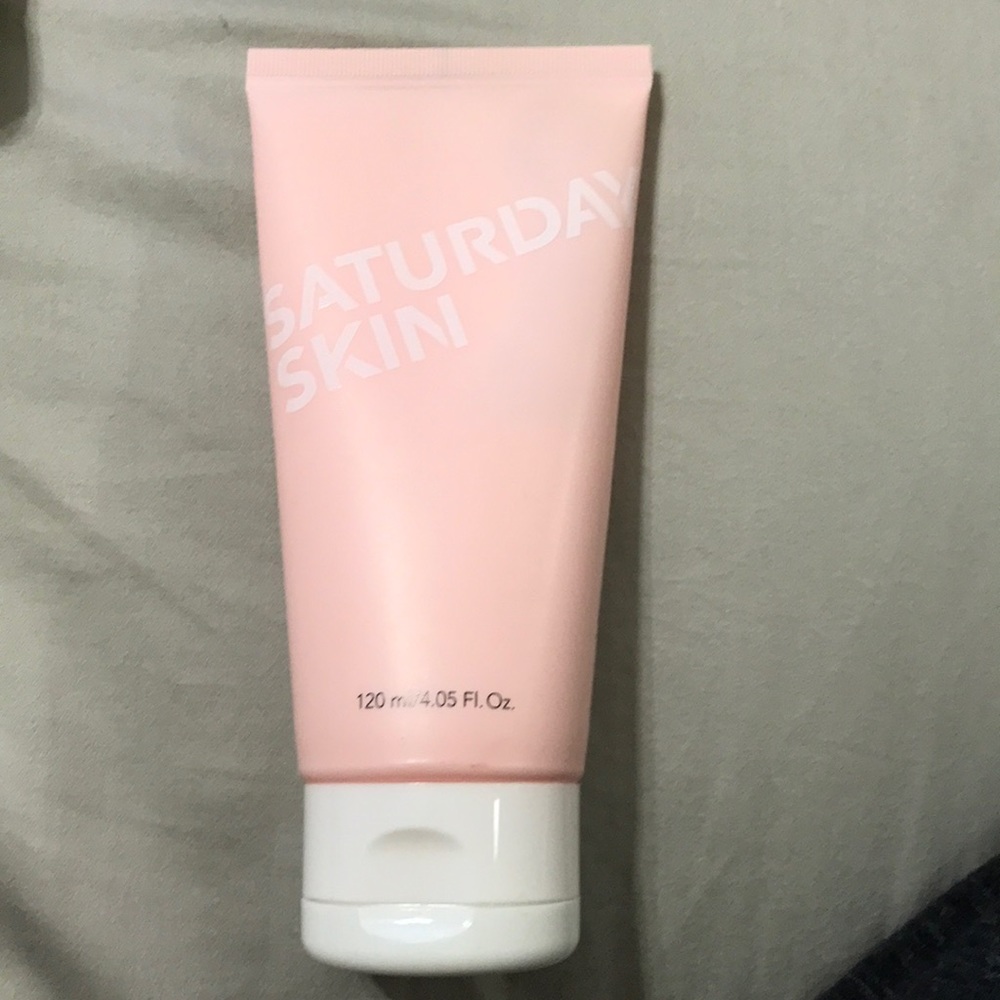 SATURDAY
SKIN
120 ml/4.05 Fl. Oz.